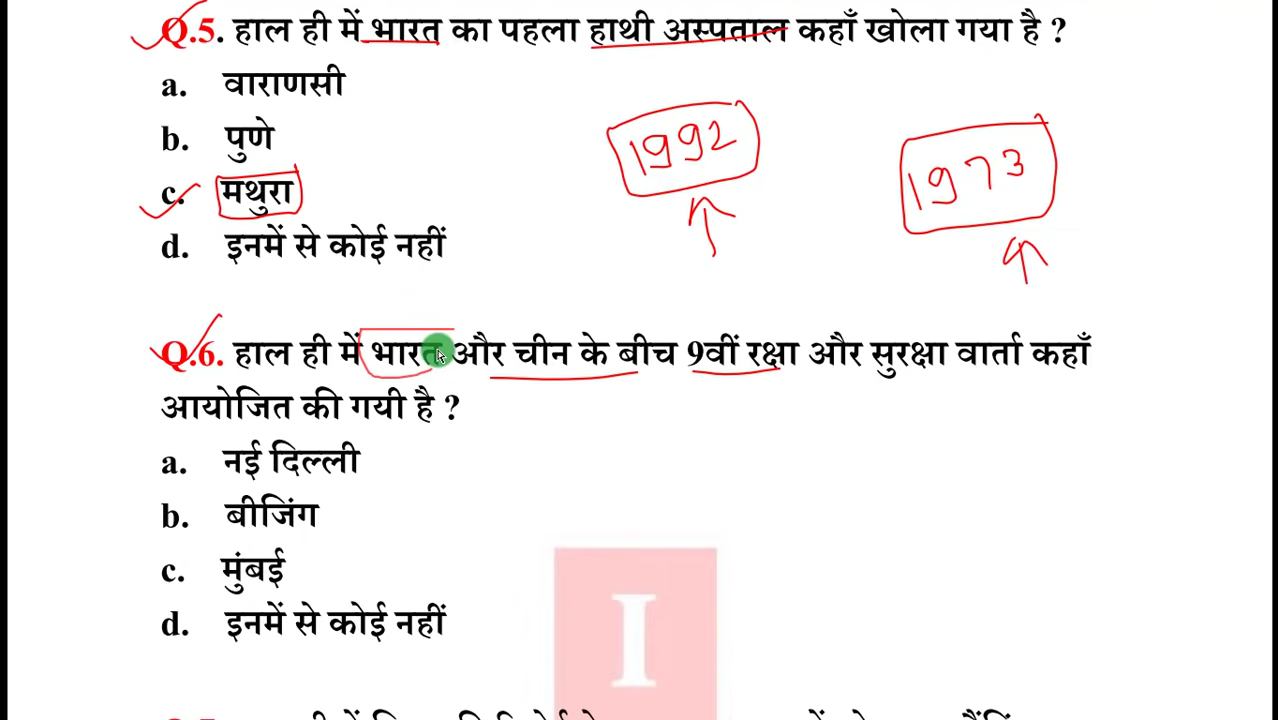 Q.5. हाल ही में भारत का पहला हाथी अस्पताल कहाँ खोला गया है ?
a. वाराणसी
b. पुणे
1992
1973
c. मथुरा
d. इनमें से कोई नहीं
Q.6. हाल ही में भारत और चीन के बीच 9वीं रक्षा और सुरक्षा वार्ता कहाँ
आयोजित की गयी है ?
a. नई दिल्ली
b. बीजिंग
c. मुंबई
d. इनमें से कोई नहीं
I